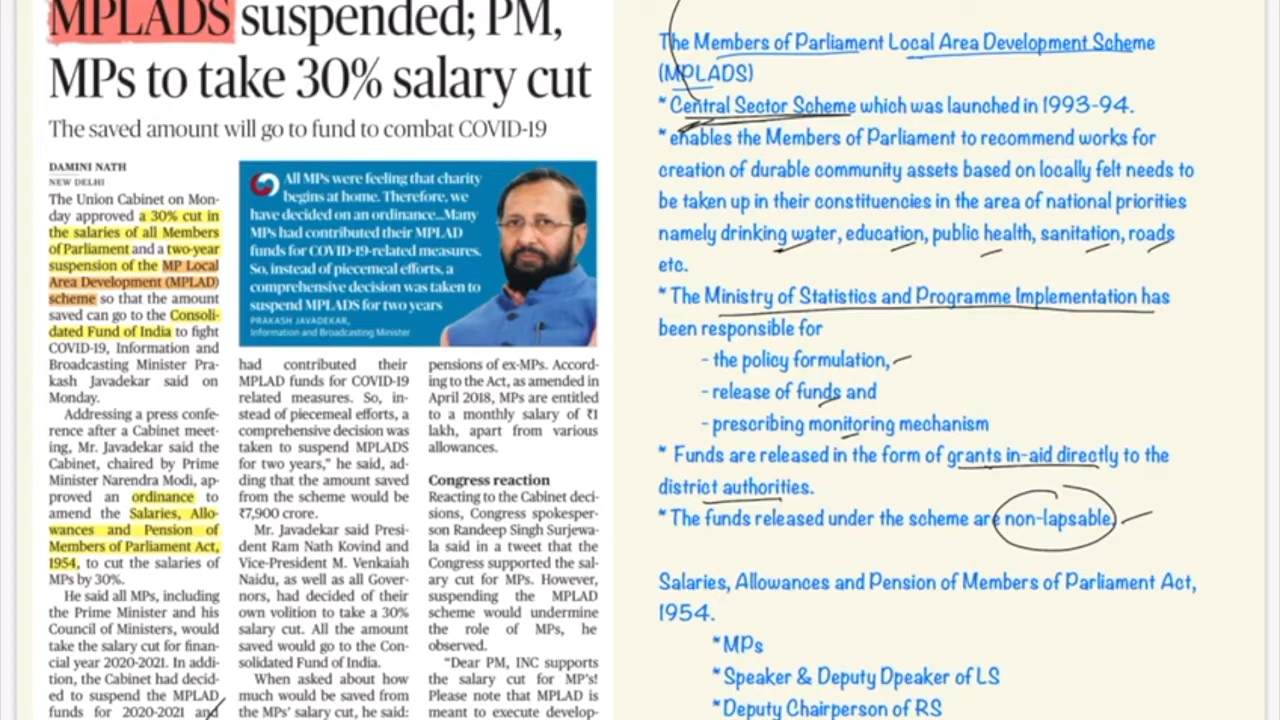 MPLADS suspended; PM,
MPs to take 30% salary cut
The saved amount will go to fund to combat COVID-19
DAMINI NATH
NEW DELHI
The Union Cabinet on Mon-
day approved a 30% cut in
the salaries of all Members
of Parliament and a two-year
suspension of the MP Local
Area Development (MPLAD)
scheme so that the amount
saved can go to the Consoli-
dated Fund of India to fight
COVID-19, Information and
Broadcasting Minister Pra-
kash Javadekar said on
Monday.
Addressing a press confe-
rence after a Cabinet meet-
ing, Mr. Javadekar said the
Cabinet, chaired by Prime
Minister Narendra Modi, ap-
proved an ordinance to
amend the Salaries, Allo-
wances and Pension of
Members of Parliament Act,
1954, to cut the salaries of
MPs by 30%.
He said all MPs, including
the Prime Minister and his
Council of Ministers, would
take the salary cut for finan-
cial year 2020-2021. In addi-
tion, the Cabinet had decid-
ed to suspend the MPLAD
funds for 2020-2021 and
All MPs were feeling that charity
begins at home. Therefore, we
have decided on an ordinance...Many
MPs had contributed their MPLAD
funds for COVID-19-related measures.
So, instead of piecemeal efforts, a
comprehensive decision was taken to
suspend MPLADS for two years
PRAKASH JAVADEKAR,
Information and Broadcasting Minister
had contributed their
MPLAD funds for COVID-19
related measures. So, in-
stead of piecemeal efforts, a
comprehensive decision was
taken to suspend MPLADS
for two years," he said, ad-
ding that the amount saved
from the scheme would be
₹7,900 crore.
Mr. Javadekar said Presi-
dent Ram Nath Kovind and
Vice-President M. Venkaiah
Naidu, as well as all Gover-
nors, had decided of their
own volition to take a 30%
salary cut. All the amount
saved would go to the Con-
solidated Fund of India.
When asked about how
much would be saved from
the MPs' salary cut, he said:
pensions of ex-MPs. Accord-
ing to the Act, as amended in
April 2018, MPs are entitled
to a monthly salary of ₹1
lakh, apart from various
allowances.
Congress reaction
Reacting to the Cabinet deci-
sions, Congress spokesper-
son Randeep Singh Surjewa-
la said in a tweet that the
Congress supported the sal-
ary cut for MPs. However,
suspending the MPLAD
scheme would undermine
the role of MPs, he
observed.
"Dear PM, INC supports
the salary cut for MP's!
Please note that MPLAD is
meant to execute develop-
The Members of Parliament Local Area Development Scheme
(MPLADS)
* Central Sector Scheme which was launched in 1993-94.
* enables the Members of Parliament to recommend works for
creation of durable community assets based on locally felt needs to
be taken up in their constituencies in the area of national priorities
namely drinking water, education, public health, sanitation, roads
etc.
* The Ministry of Statistics and Programme Implementation has
been responsible for
- the policy formulation,
- release of funds and
- prescribing monitoring mechanism
* Funds are released in the form of grants in-aid directly to the
district authorities.
* The funds released under the scheme are non-lapsable.
Salaries, Allowances and Pension of Members of Parliament Act,
1954.
* MPs
* Speaker & Deputy Dpeaker of LS
* Deputy Chairperson of RS